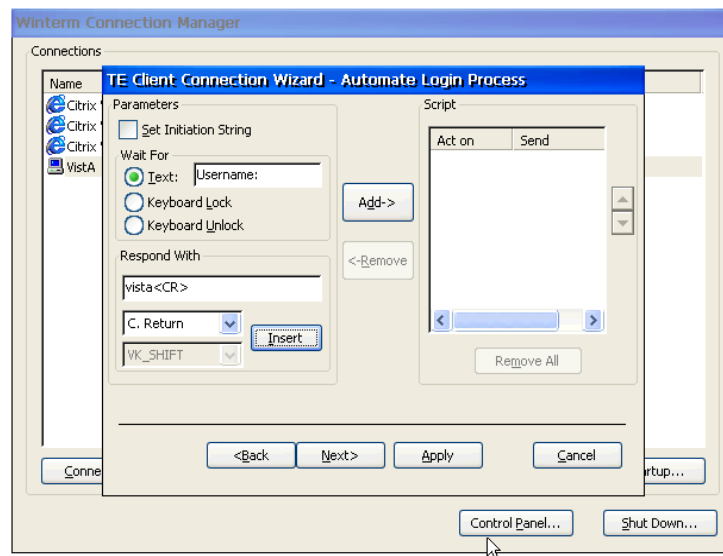 Winterm Connection Manager
Connections
Name
Citrix
Citrix
Citrix
VistA
TE Client Connection Wizard - Automate Login Process
Parameters
Set Initiation String
Wait For
Text: Username:
Keyboard Lock
Keyboard Unlock
Respond With
vista<CR>
C. Return
Insert
VK_SHIFT
Add->
<-Remove
Script
Act on Send
Remove All
<Back Next> Apply Cancel
Conne
rtup...
Control Panel... Shut Down...